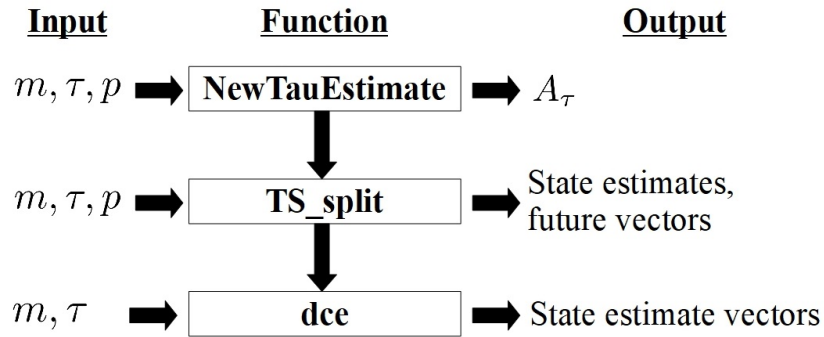 Input Function Output
m, τ, p NewTauEstimate A_τ
m, τ, p TS_split State estimates,
future vectors
m, τ dce State estimate vectors